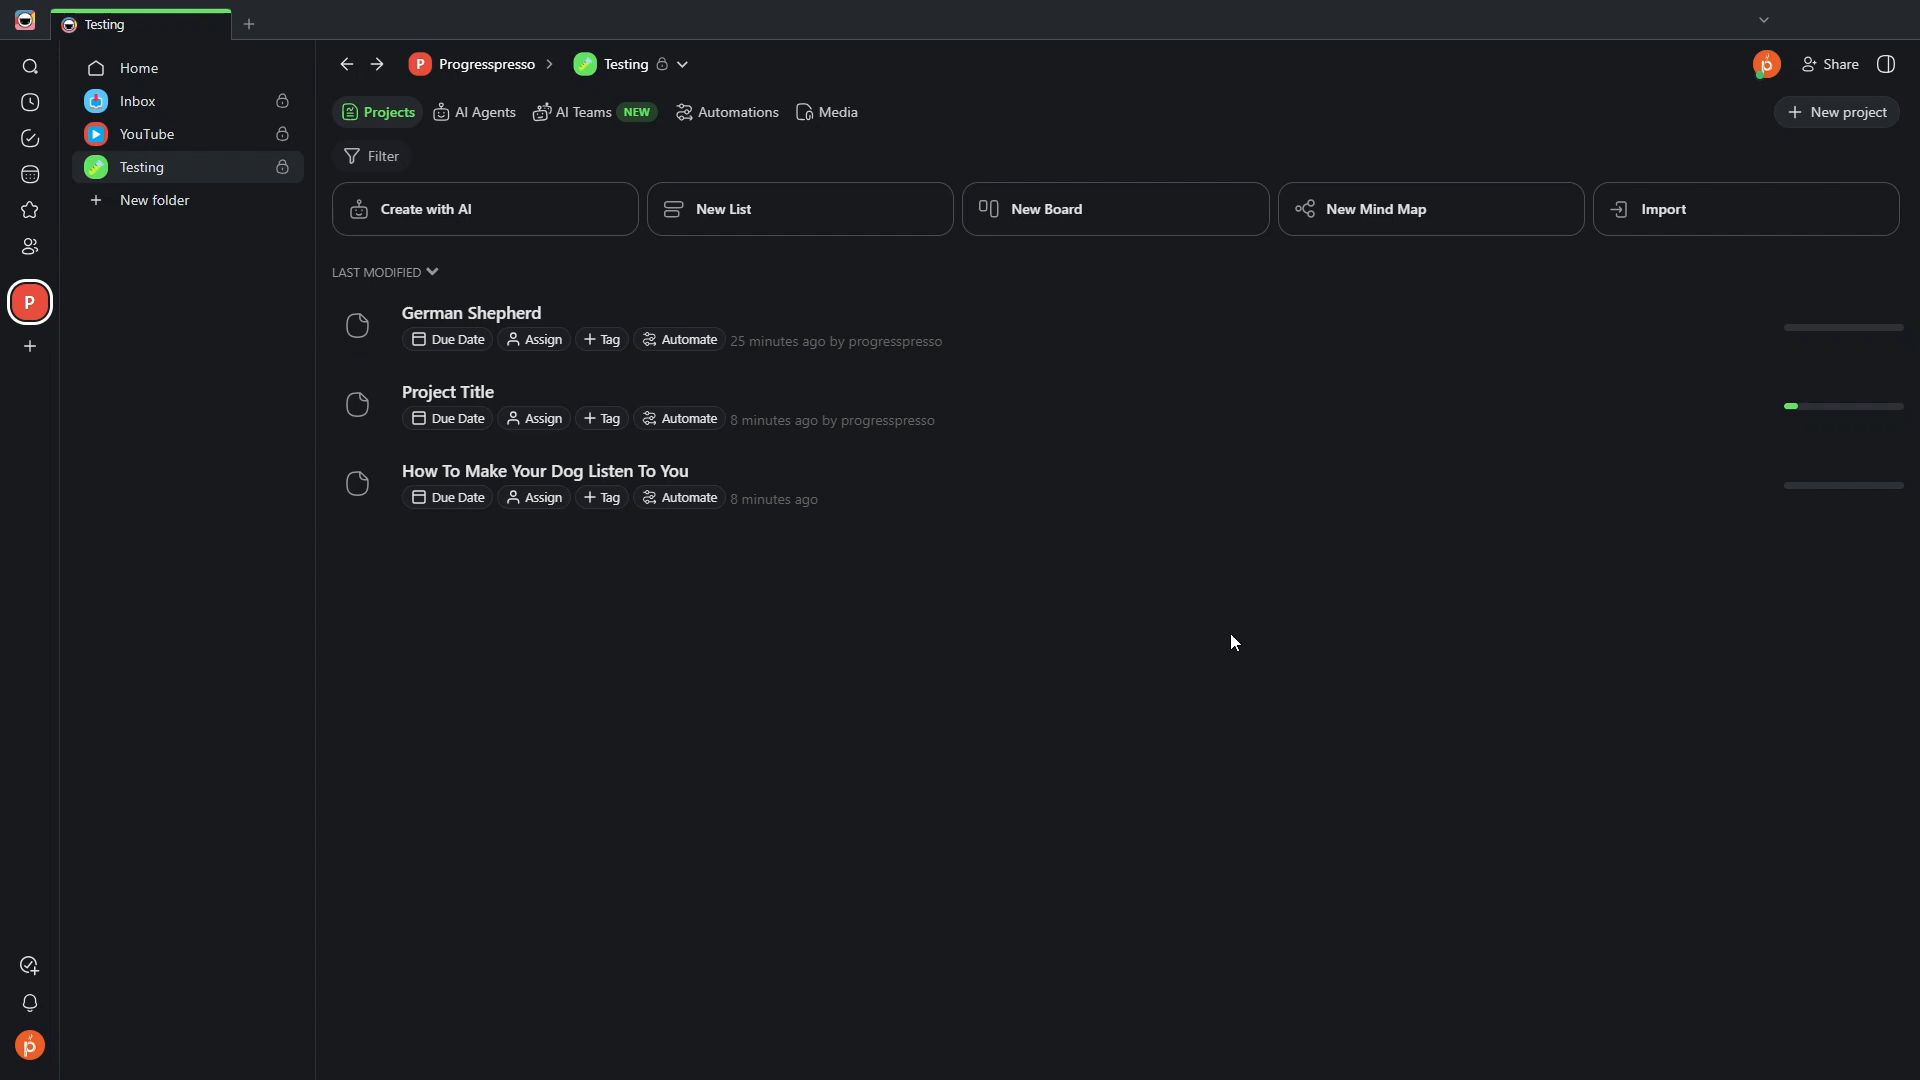 Testing
Home
Inbox
YouTube
Testing
New folder
P
P Progresspresso > Testing
Share
Projects AI Agents AI Teams NEW Automations Media
New project
Filter
Create with AI New List New Board New Mind Map Import
LAST MODIFIED
German Shepherd
Due Date Assign Tag Automate 25 minutes ago by progresspresso
Project Title
Due Date Assign Tag Automate 8 minutes ago by progresspresso
How To Make Your Dog Listen To You
Due Date Assign Tag Automate 8 minutes ago